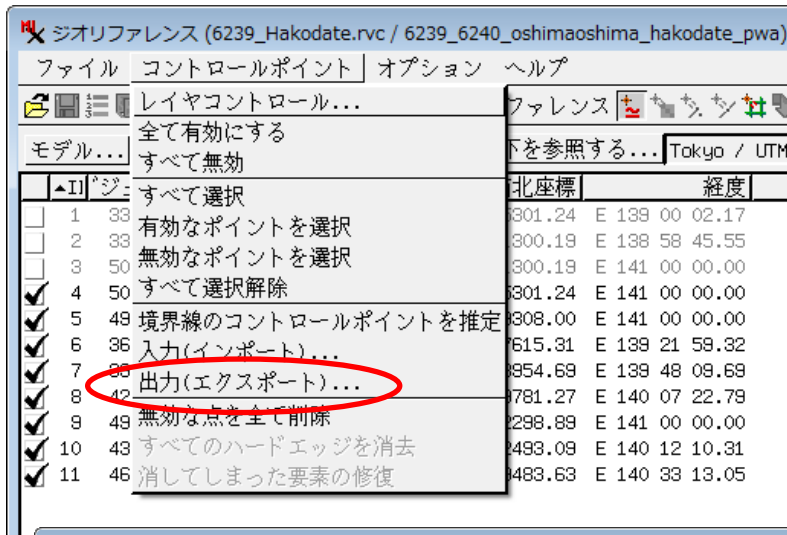 ジオリファレンス (6239_Hakodate.rvc / 6239_6240_oshimaoshima_hakodate_pwa)
ファイル コントロールポイント オプション ヘルプ
レイヤコントロール...
全て有効にする
すべて無効
すべて選択
有効なポイントを選択
無効なポイントを選択
すべて選択解除
境界線のコントロールポイントを推定
入力(インポート)...
出力(エクスポート)...
無効な点を全て削除
すべてのハードエッジを消去
消してしまった要素の修復
ファレンス
モデル... 下を参照する... Tokyo / UTM
北座標 経度
1 33 301.24 E 139 00 02.17
2 33 300.19 E 138 58 45.55
3 50 300.19 E 141 00 00.00
4 50 301.24 E 141 00 00.00
5 49 308.00 E 141 00 00.00
6 36 615.31 E 139 21 59.32
7 954.69 E 139 48 09.69
8 42 781.27 E 140 07 22.79
9 49 298.89 E 141 00 00.00
10 43 493.09 E 140 12 10.31
11 46 483.63 E 140 33 13.05